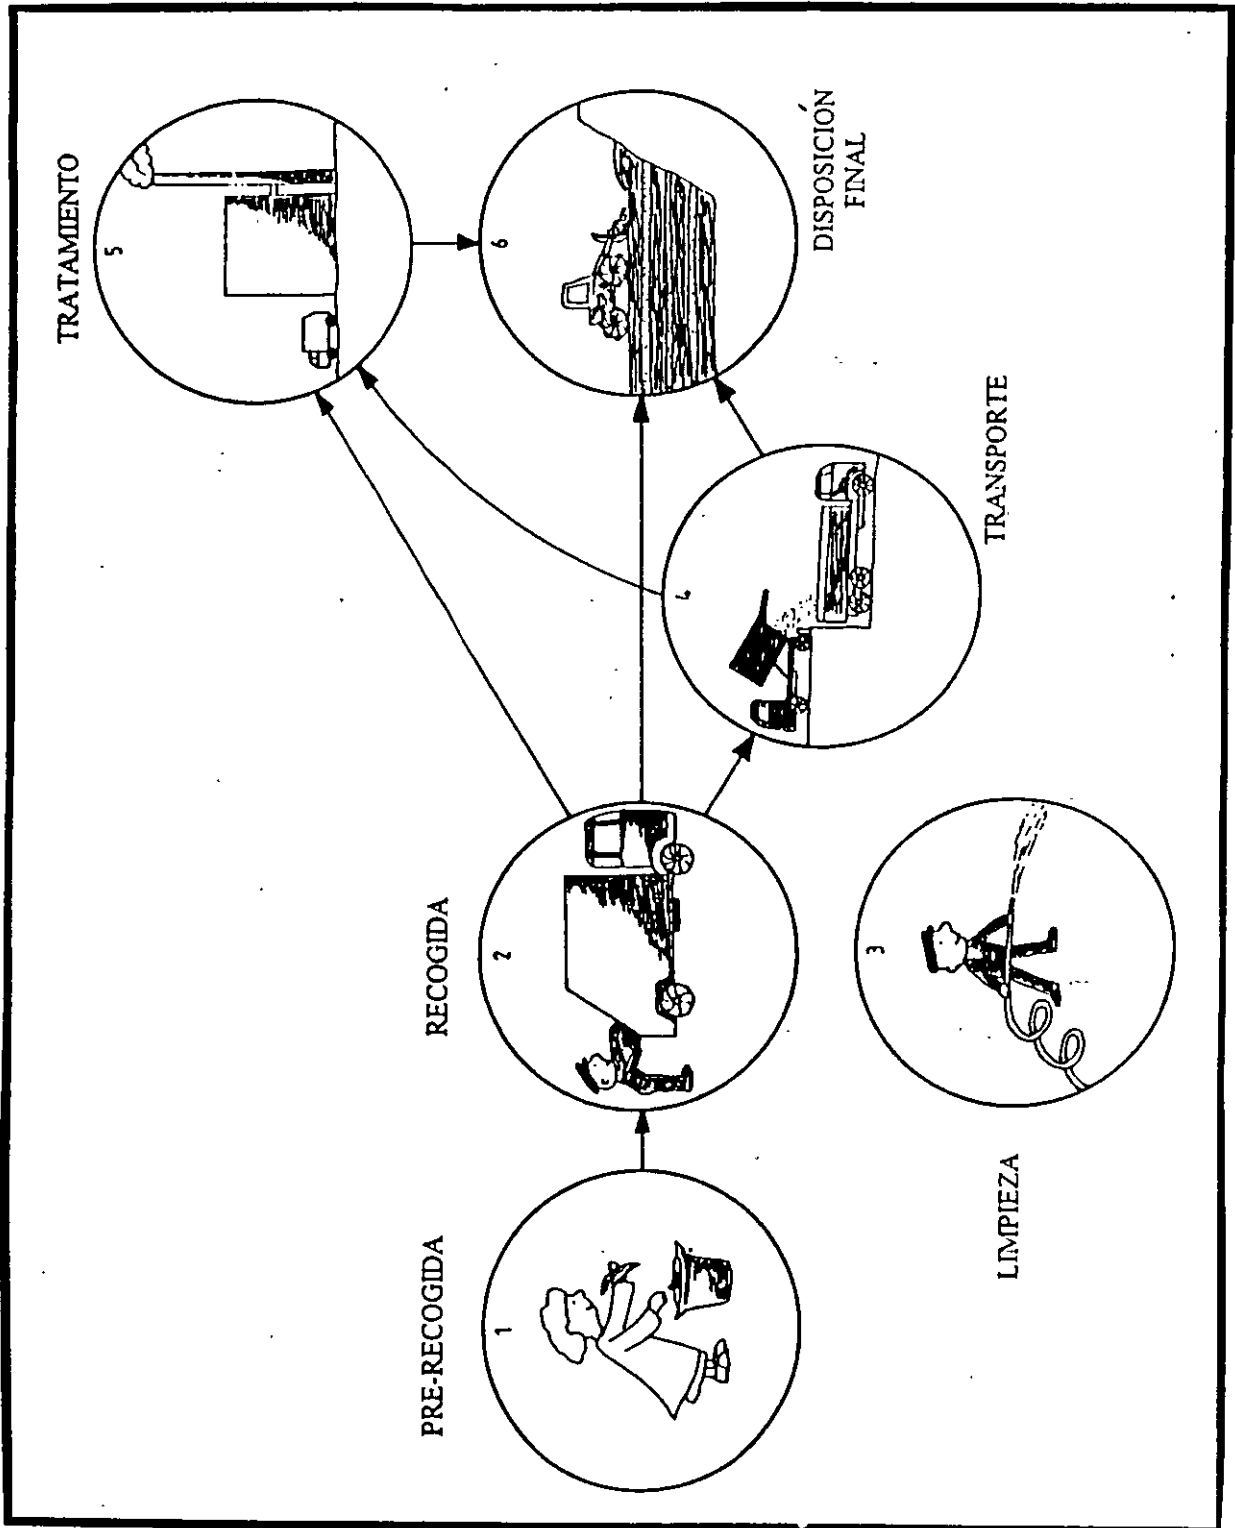 TRATAMIENTO
5
RECOGIDA
2
PRE-RECOGIDA
1
6
DISPOSICIÓN
FINAL
4
TRANSPORTE
3
LIMPIEZA